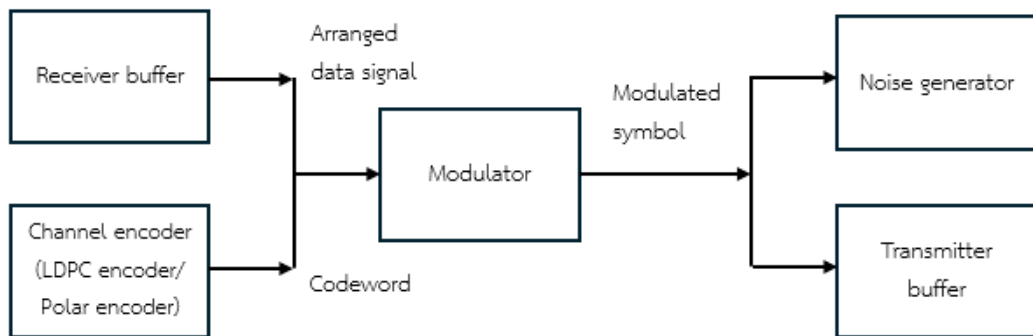 Receiver buffer
Arranged
data signal
Modulator
Modulated
symbol
Noise generator
Channel encoder
(LDPC encoder/
Polar encoder)
Codeword
Transmitter
buffer